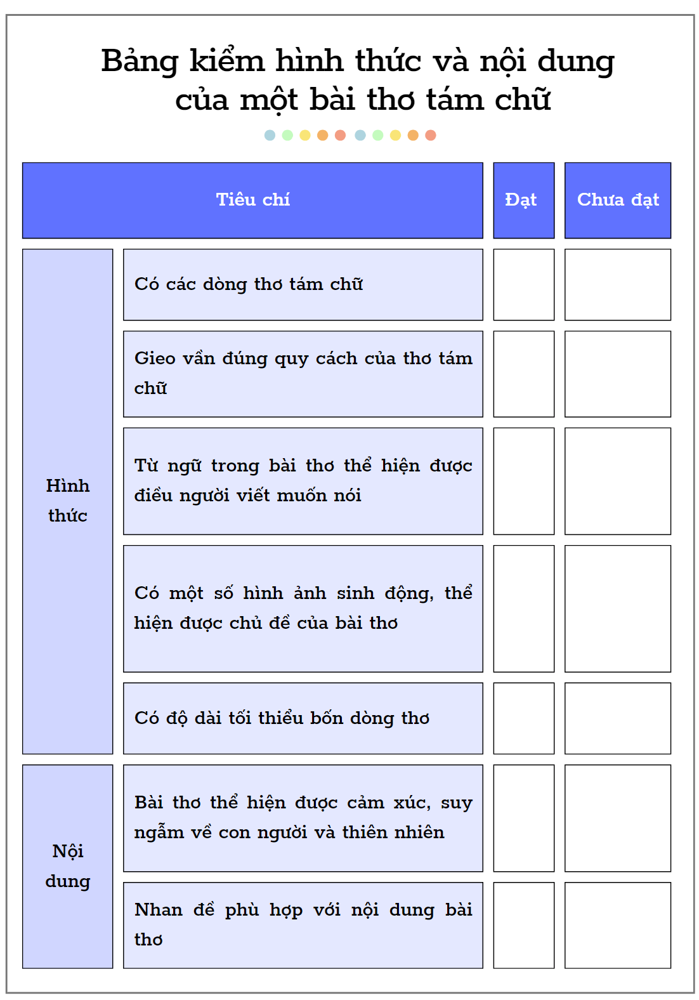 Bảng kiểm hình thức và nội dung
của một bài thơ tám chữ
Tiêu chí
Đạt
Chưa đạt
Hình
thức
Có các dòng thơ tám chữ
Gieo vần đúng quy cách của thơ tám
chữ
Từ ngữ trong bài thơ thể hiện được
điều người viết muốn nói
Có một số hình ảnh sinh động, thể
hiện được chủ đề của bài thơ
Có độ dài tối thiểu bốn dòng thơ
Nội
dung
Bài thơ thể hiện được cảm xúc, suy
ngẫm về con người và thiên nhiên
Nhan đề phù hợp với nội dung bài
thơ